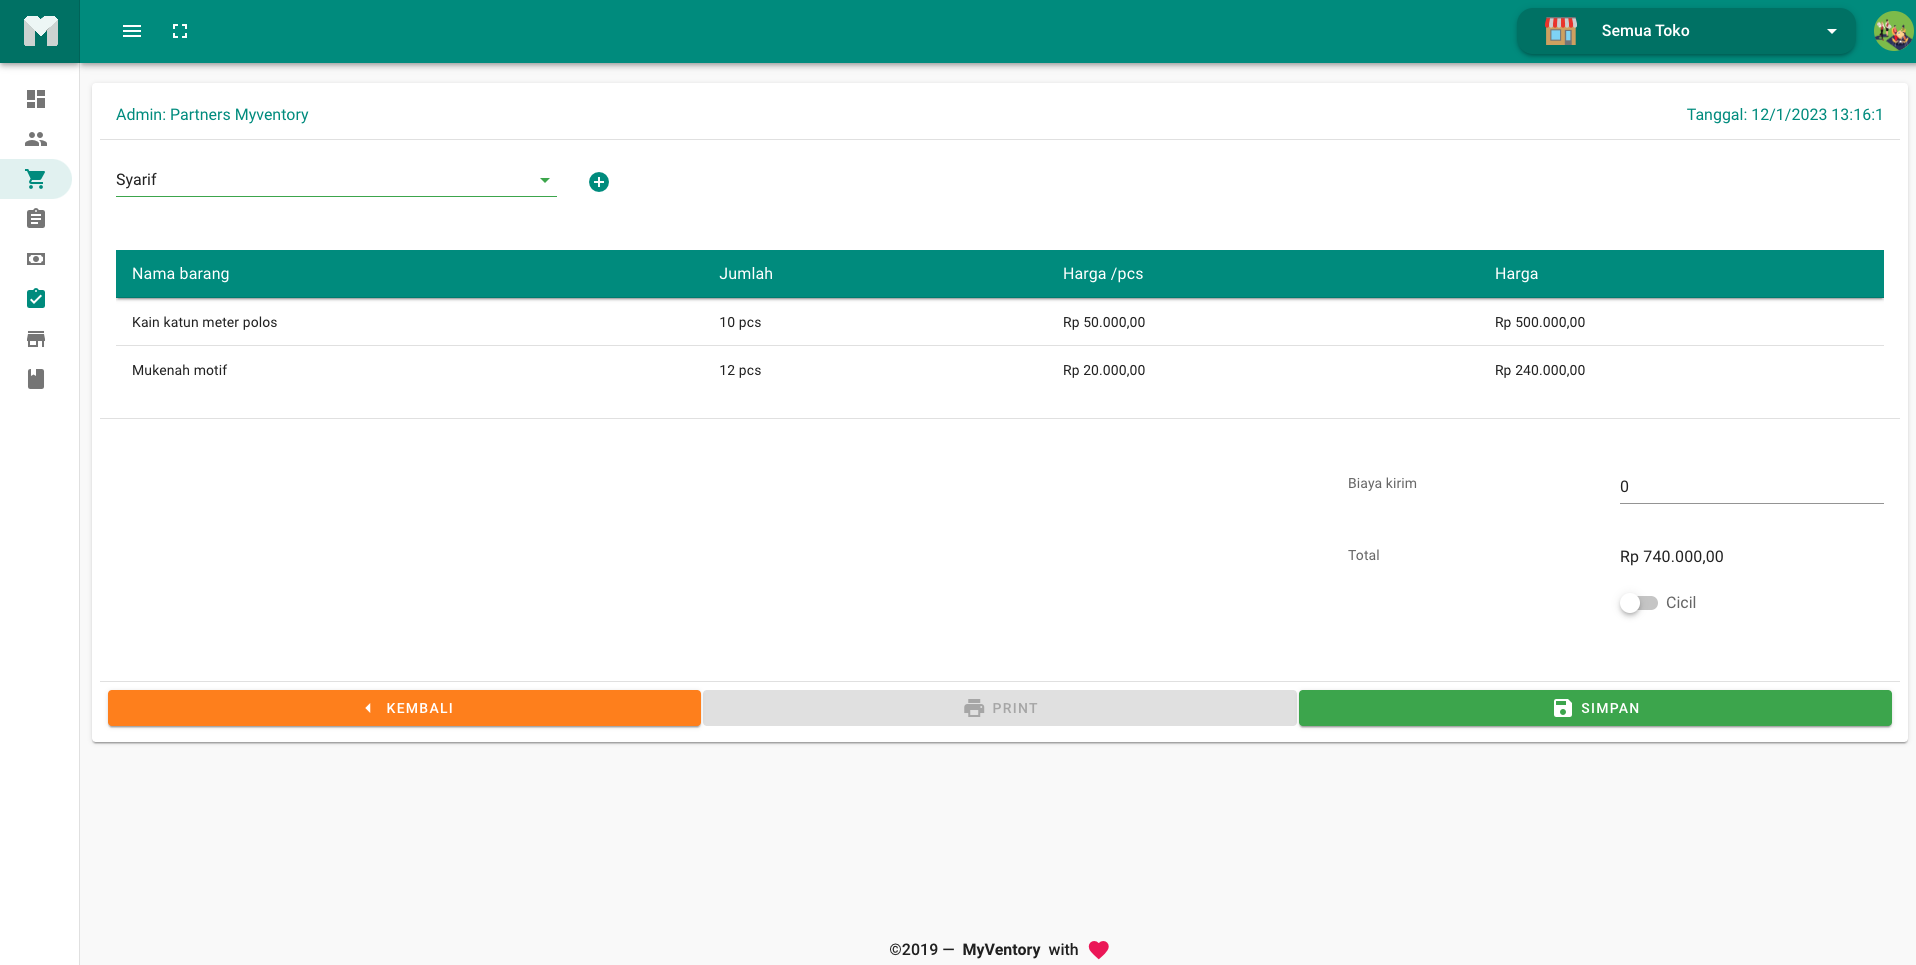 Semua Toko
Admin: Partners Myventory
Tanggal: 12/1/2023 13:16:1
Syarif
Nama barang Jumlah Harga /pcs Harga
Kain katun meter polos 10 pcs Rp 50.000,00 Rp 500.000,00
Mukenah motif 12 pcs Rp 20.000,00 Rp 240.000,00
Biaya kirim 0
Total Rp 740.000,00
Cicil
KEMBALI PRINT SIMPAN
©2019 — MyVentory with